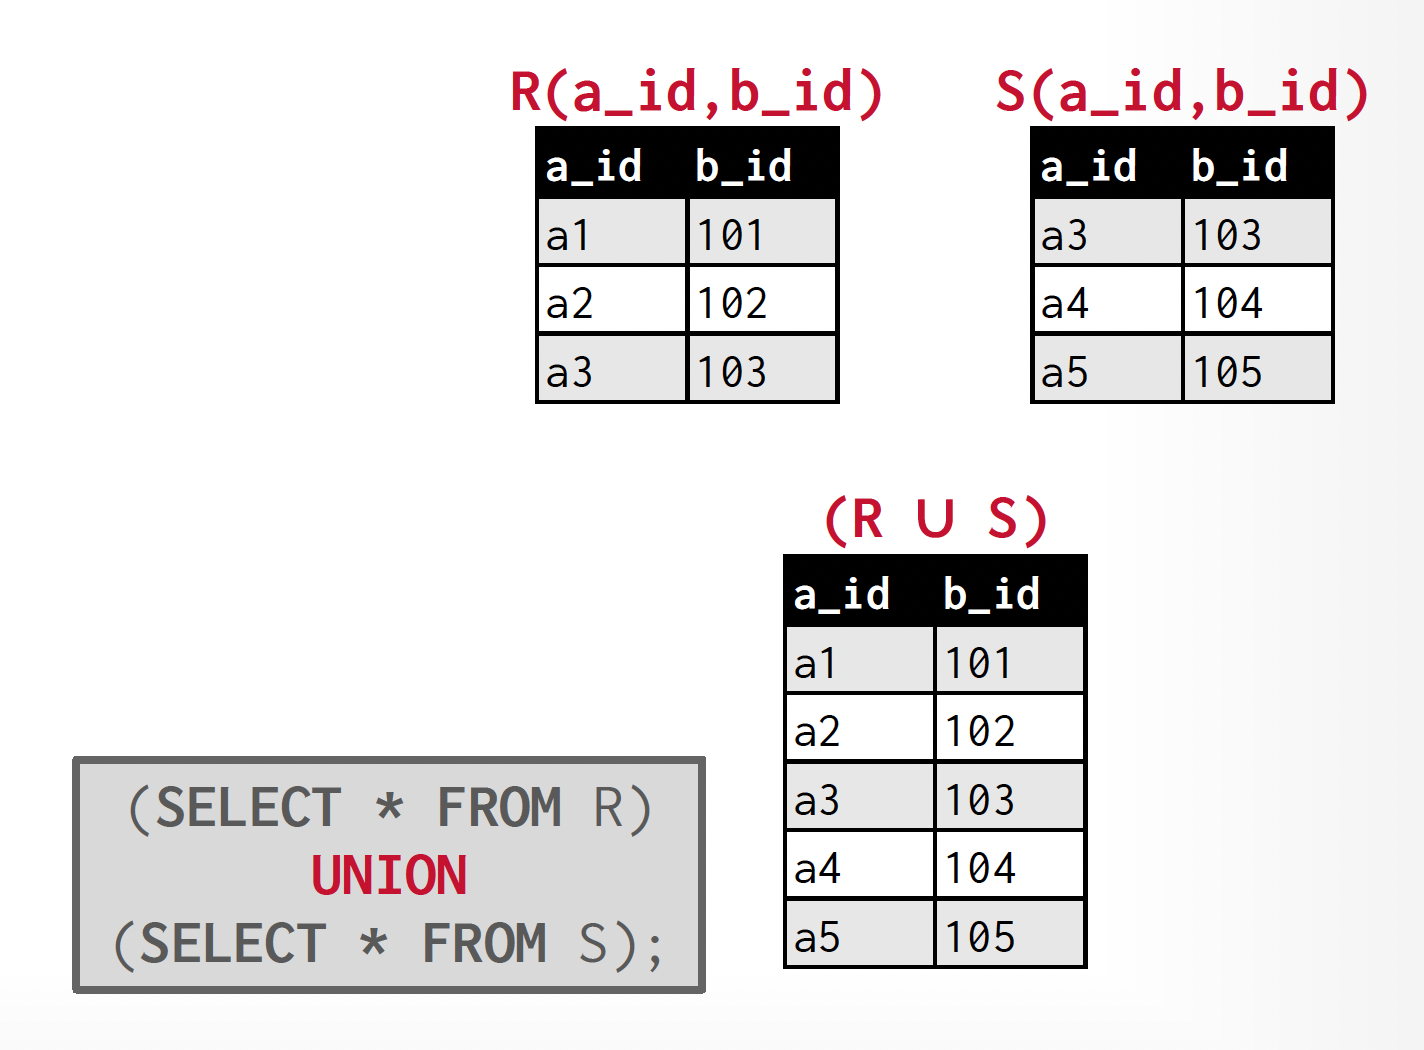 R(a_id,b_id)
S(a_id,b_id)
a_id b_id
a1 101
a2 102
a3 103
a_id b_id
a3 103
a4 104
a5 105
(R ∪ S)
a_id b_id
a1 101
a2 102
a3 103
a4 104
a5 105
(SELECT * FROM R)
UNION
(SELECT * FROM S);